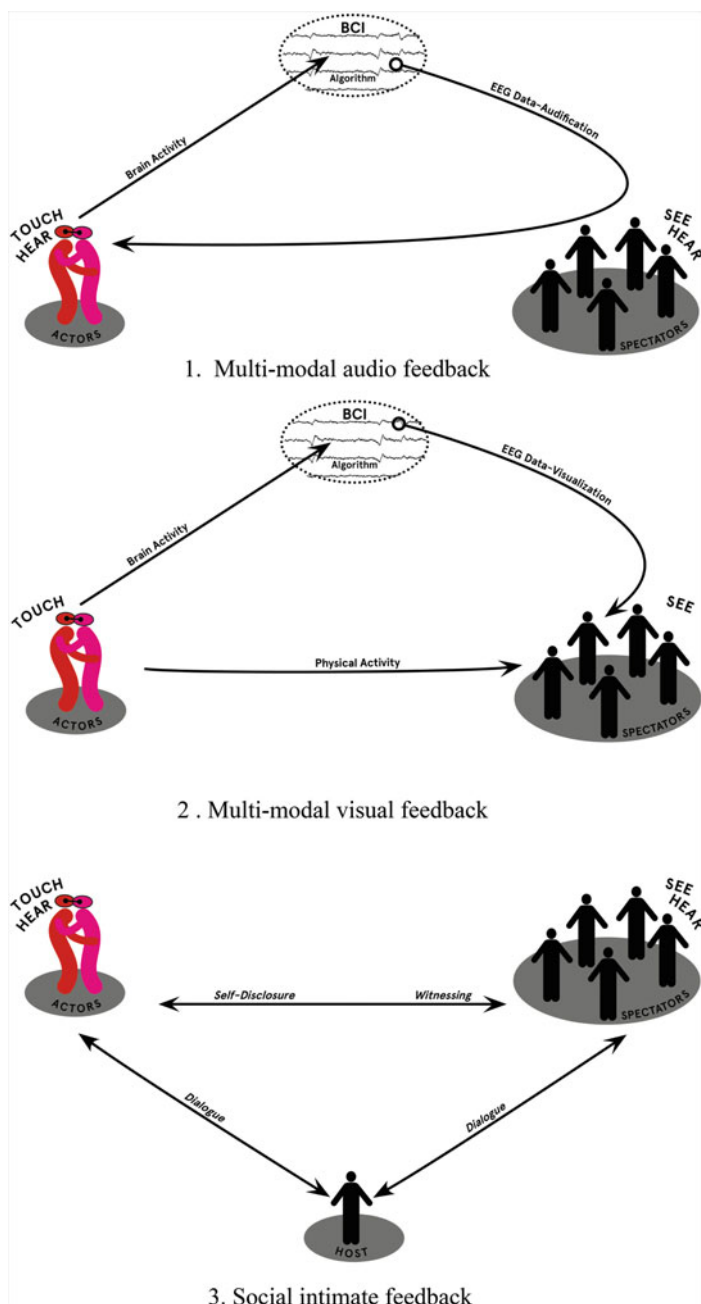 BCI
Algorithm
EEG Data-Audification
Brain Activity
TOUCH
HEAR
ACTORS
SEE
HEAR
SPECTATORS
1. Multi-modal audio feedback
BCI
Algorithm
EEG Data-Visualization
Brain Activity
TOUCH
SEE
Physical Activity
ACTORS
SPECTATORS
2 . Multi-modal visual feedback
TOUCH
HEAR
SEE
HEAR
ACTORS
Self-Disclosure
Witnessing
SPECTATORS
Dialogue
Dialogue
HOST
3. Social intimate feedback